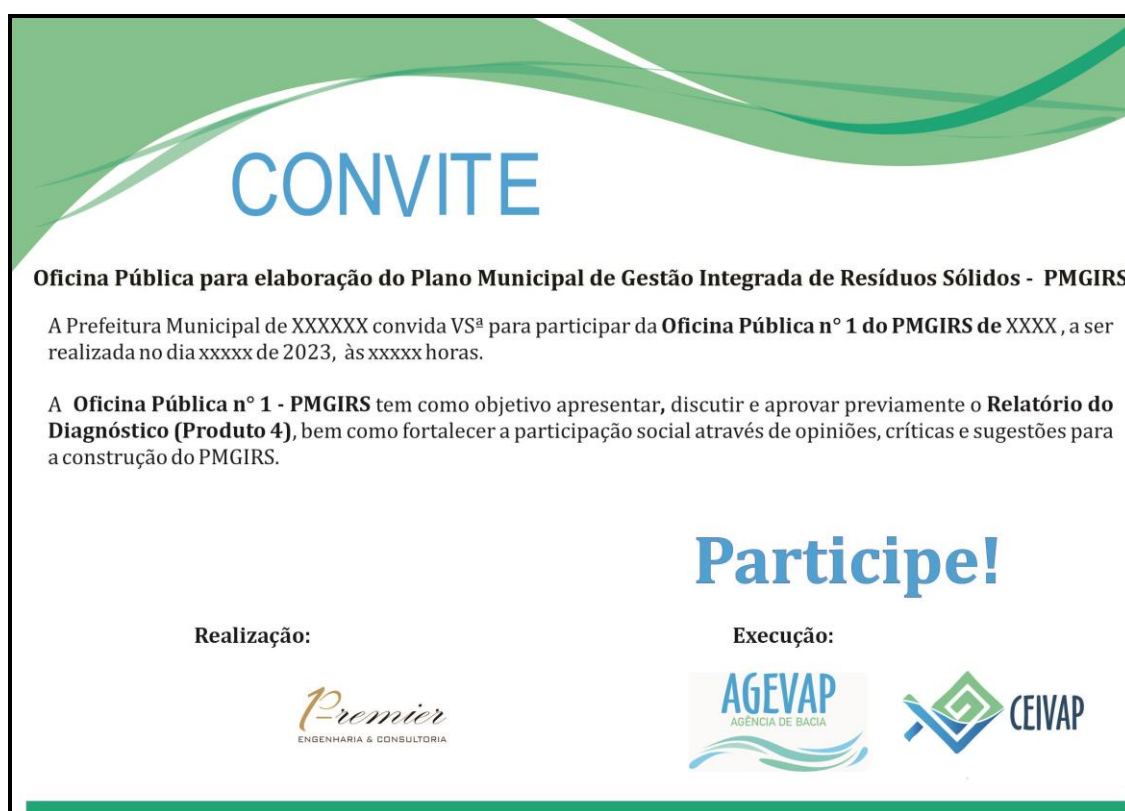 CONVITE
Oficina Pública para elaboração do Plano Municipal de Gestão Integrada de Resíduos Sólidos - PMGIRS
A Prefeitura Municipal de XXXXXX convida VSª para participar da Oficina Pública n° 1 do PMGIRS de XXXX , a ser
realizada no dia xxxxx de 2023, às xxxxx horas.
A Oficina Pública n° 1 - PMGIRS tem como objetivo apresentar, discutir e aprovar previamente o Relatório do
Diagnóstico (Produto 4), bem como fortalecer a participação social através de opiniões, críticas e sugestões para
a construção do PMGIRS.
Participe!
Realização:
Execução:
Premier
ENGENHARIA & CONSULTORIA
AGEVAP
AGÊNCIA DE BACIA
CEIVAP